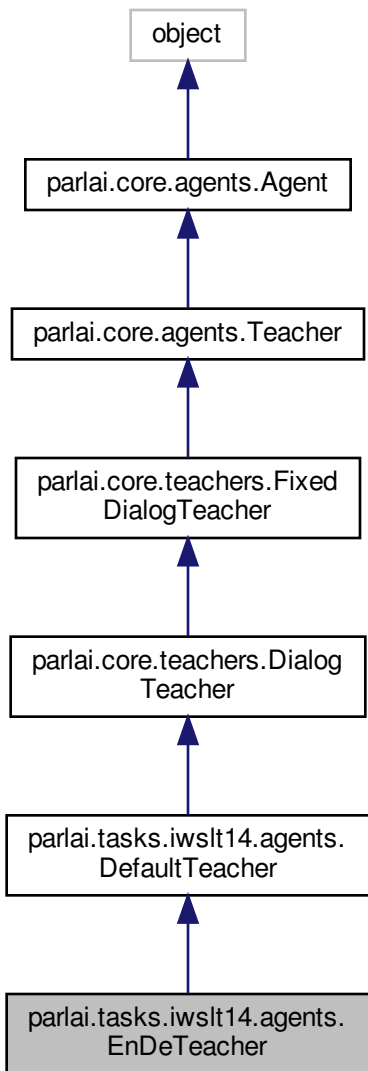 object
parlai.core.agents.Agent
parlai.core.agents.Teacher
parlai.core.teachers.Fixed
DialogTeacher
parlai.core.teachers.Dialog
Teacher
parlai.tasks.iwslt14.agents.
DefaultTeacher
parlai.tasks.iwslt14.agents.
EnDeTeacher